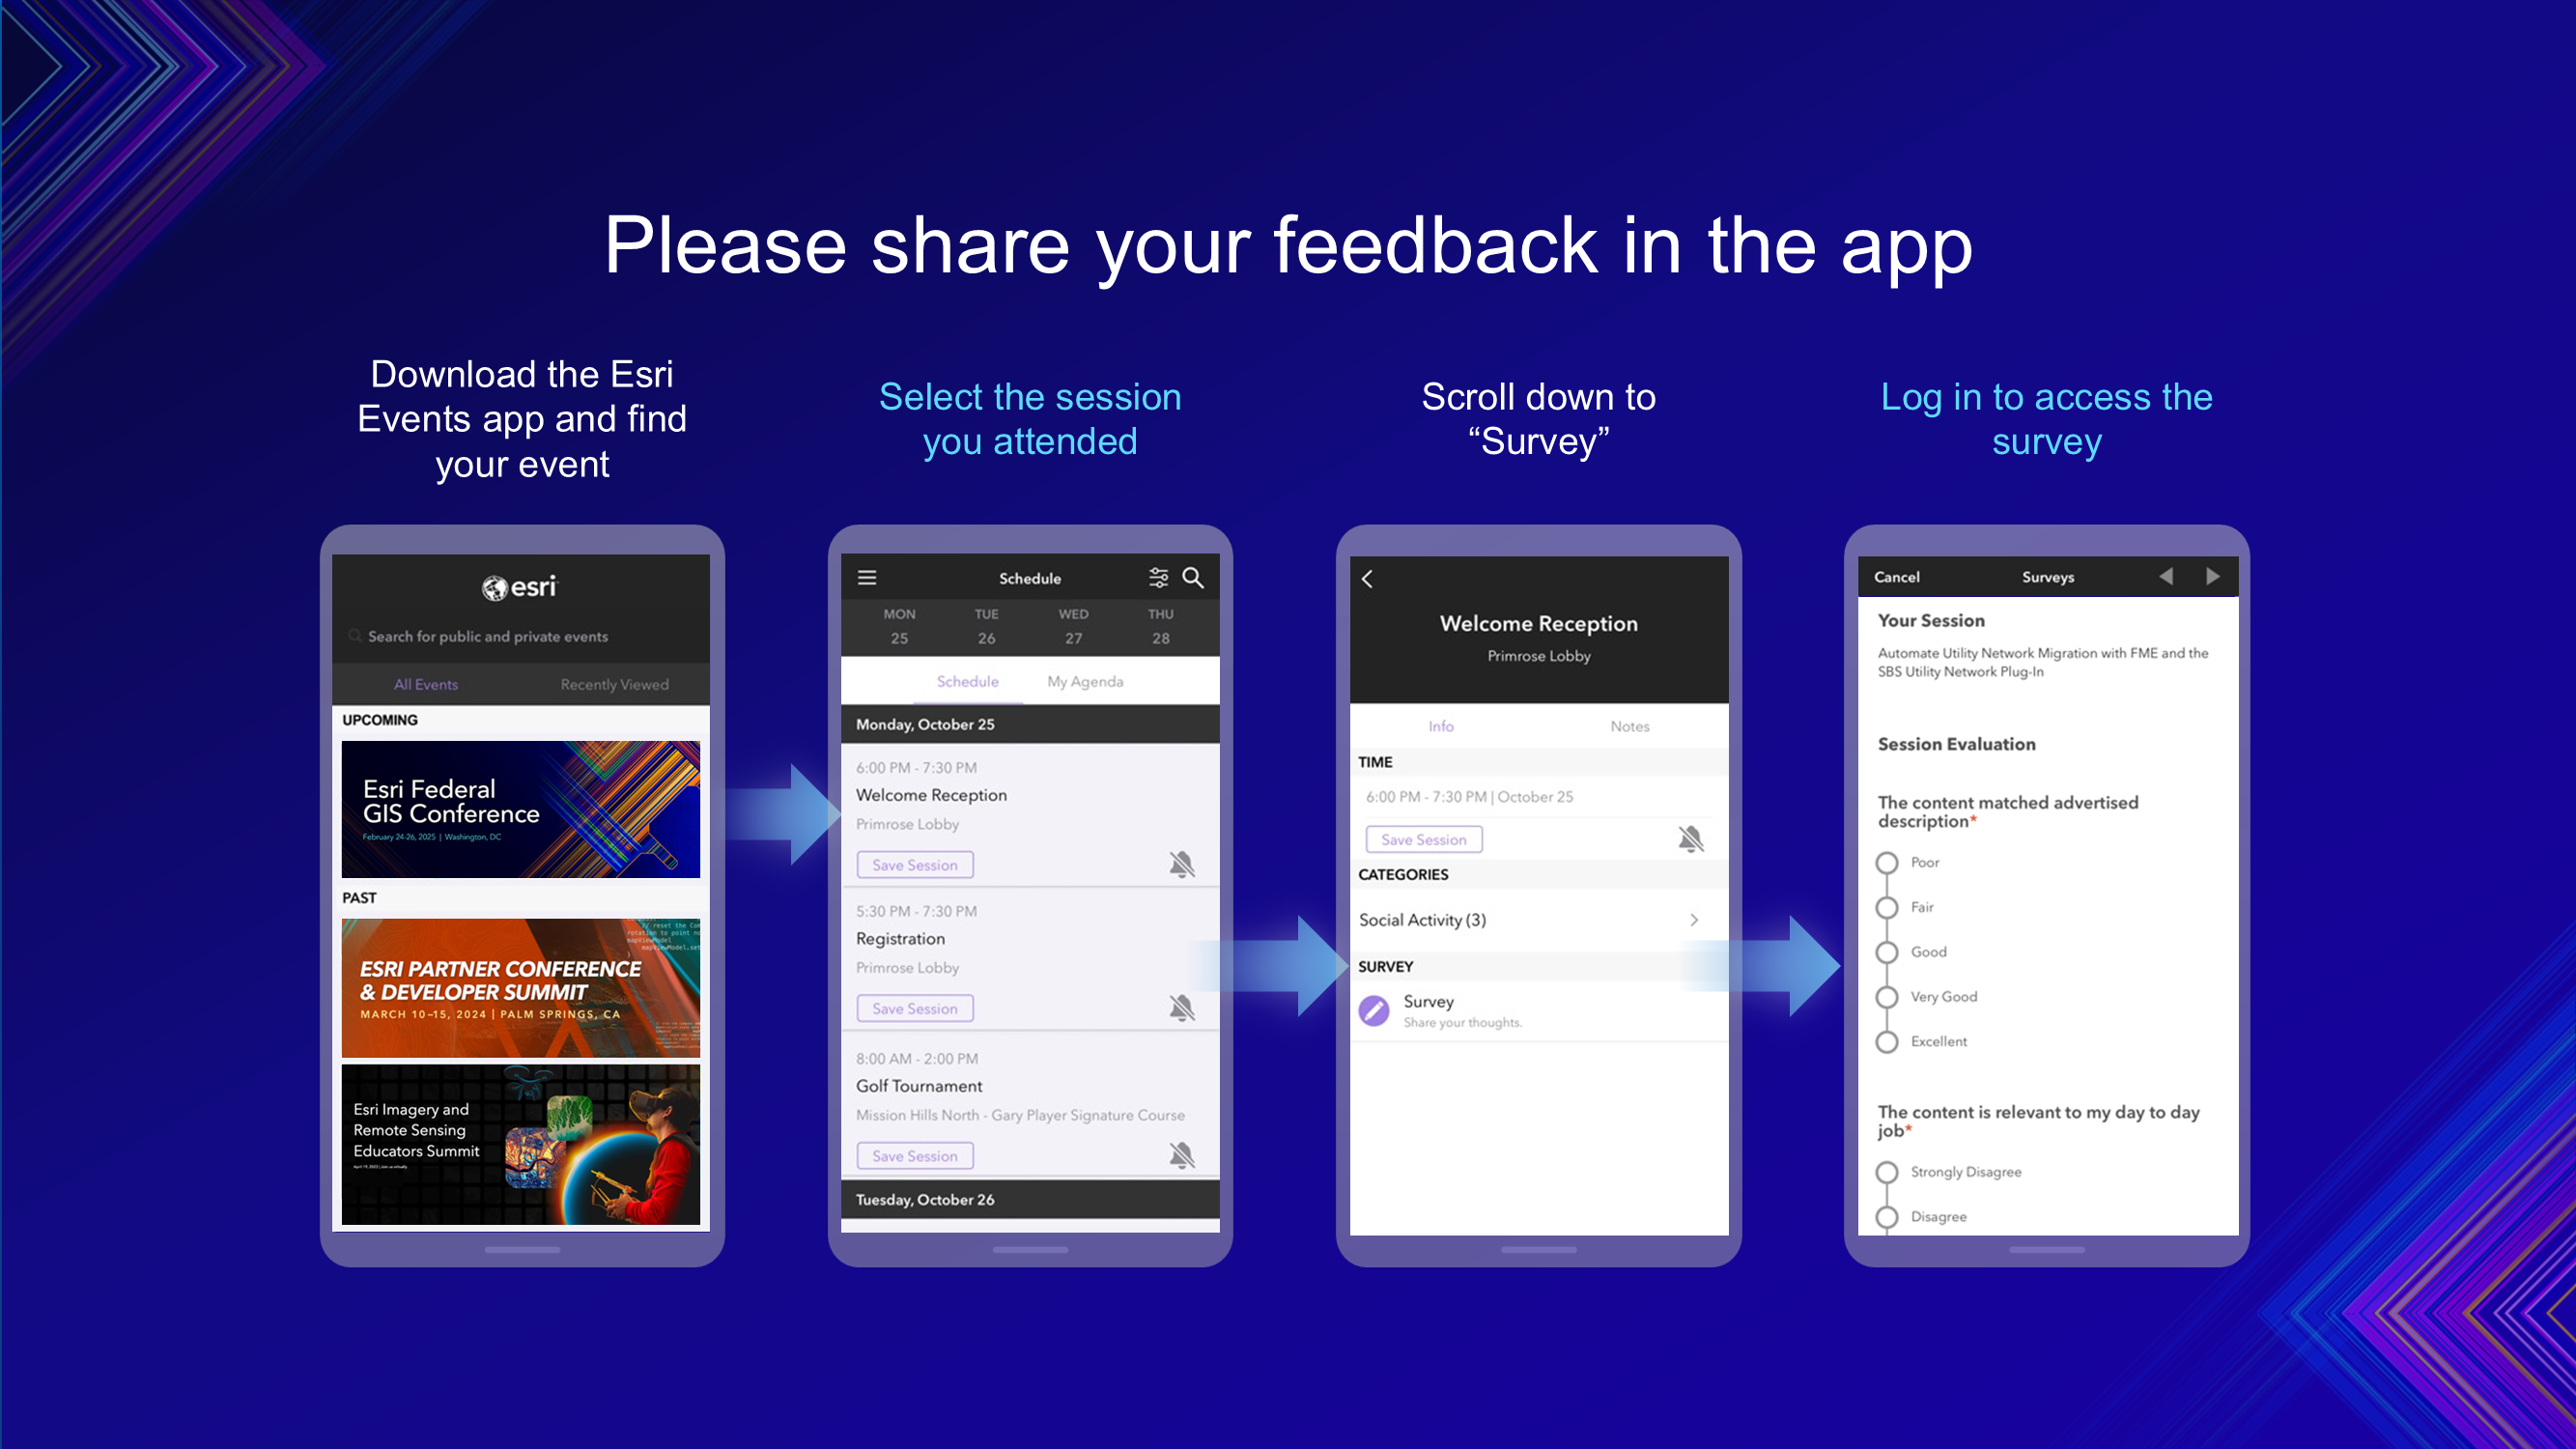 Please share your feedback in the app
Download the Esri
Events app and find
your event
Select the session
you attended
Scroll down to
“Survey”
Log in to access the
survey
esri
Search for public and private events
All Events
Recently Viewed
UPCOMING
Esri Federal
GIS Conference
February 24-26, 2025 | Washington, DC
PAST
ESRI PARTNER CONFERENCE
& DEVELOPER SUMMIT
MARCH 10–15, 2024 | PALM SPRINGS, CA
Esri Imagery and
Remote Sensing
Educators Summit
Schedule
MON TUE WED THU
25 26 27 28
Schedule My Agenda
Monday, October 25
6:00 PM - 7:30 PM
Welcome Reception
Primrose Lobby
Save Session
5:30 PM - 7:30 PM
Registration
Primrose Lobby
Save Session
8:00 AM - 2:00 PM
Golf Tournament
Mission Hills North - Gary Player Signature Course
Save Session
Tuesday, October 26
Welcome Reception
Primrose Lobby
Info Notes
TIME
6:00 PM - 7:30 PM | October 25
Save Session
CATEGORIES
Social Activity (3)
SURVEY
Survey
Share your thoughts.
Cancel Surveys
Your Session
Automate Utility Network Migration with FME and the
SBS Utility Network Plug-In
Session Evaluation
The content matched advertised
description*
Poor
Fair
Good
Very Good
Excellent
The content is relevant to my day to day
job*
Strongly Disagree
Disagree